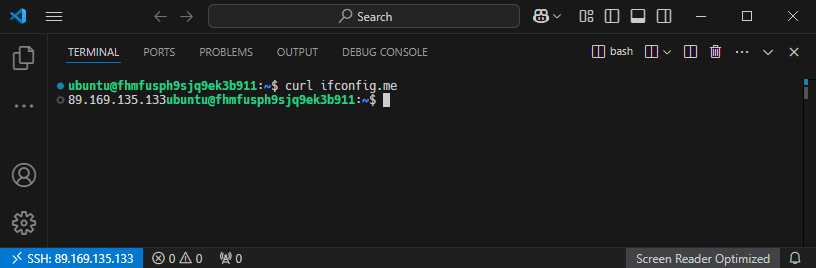 Search
TERMINAL PORTS PROBLEMS OUTPUT DEBUG CONSOLE bash
ubuntu@fhmfusph9sjq9ek3b911:~$ curl ifconfig.me
89.169.135.133ubuntu@fhmfusph9sjq9ek3b911:~$
SSH: 89.169.135.133 0 0 0 Screen Reader Optimized